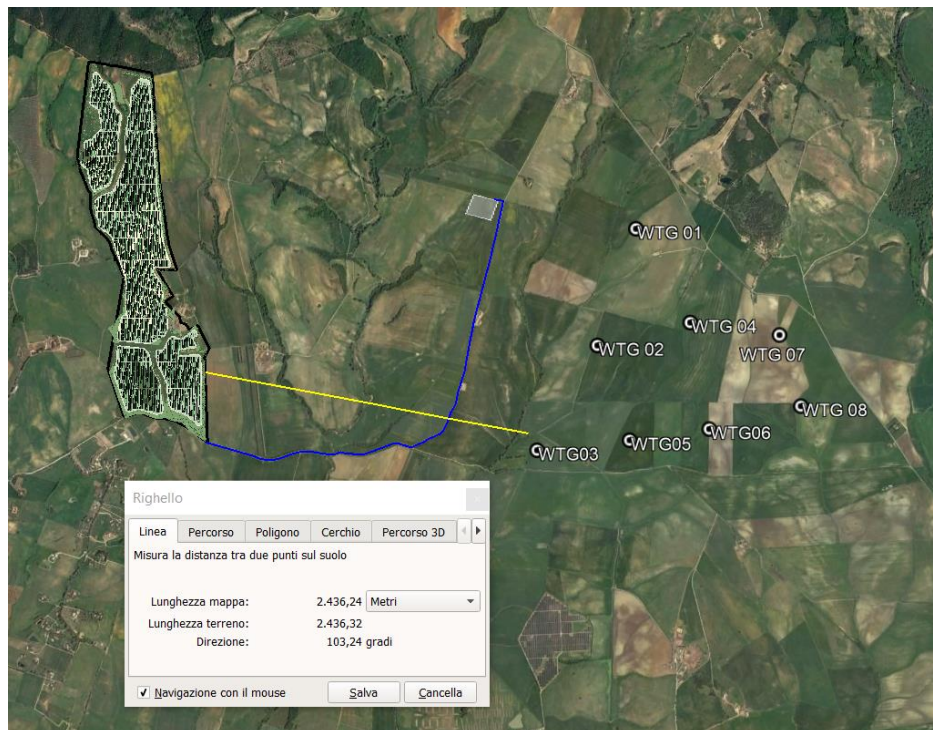 WTG 01
WTG 04
WTG 02
WTG 07
WTG 08
WTG06
WTG05
WTG03
Righello
Linea Percorso Poligono Cerchio Percorso 3D
Misura la distanza tra due punti sul suolo
Lunghezza mappa: 2.436,24 Metri
Lunghezza terreno: 2.436,32
Direzione: 103,24 gradi
Navigazione con il mouse Salva Cancella